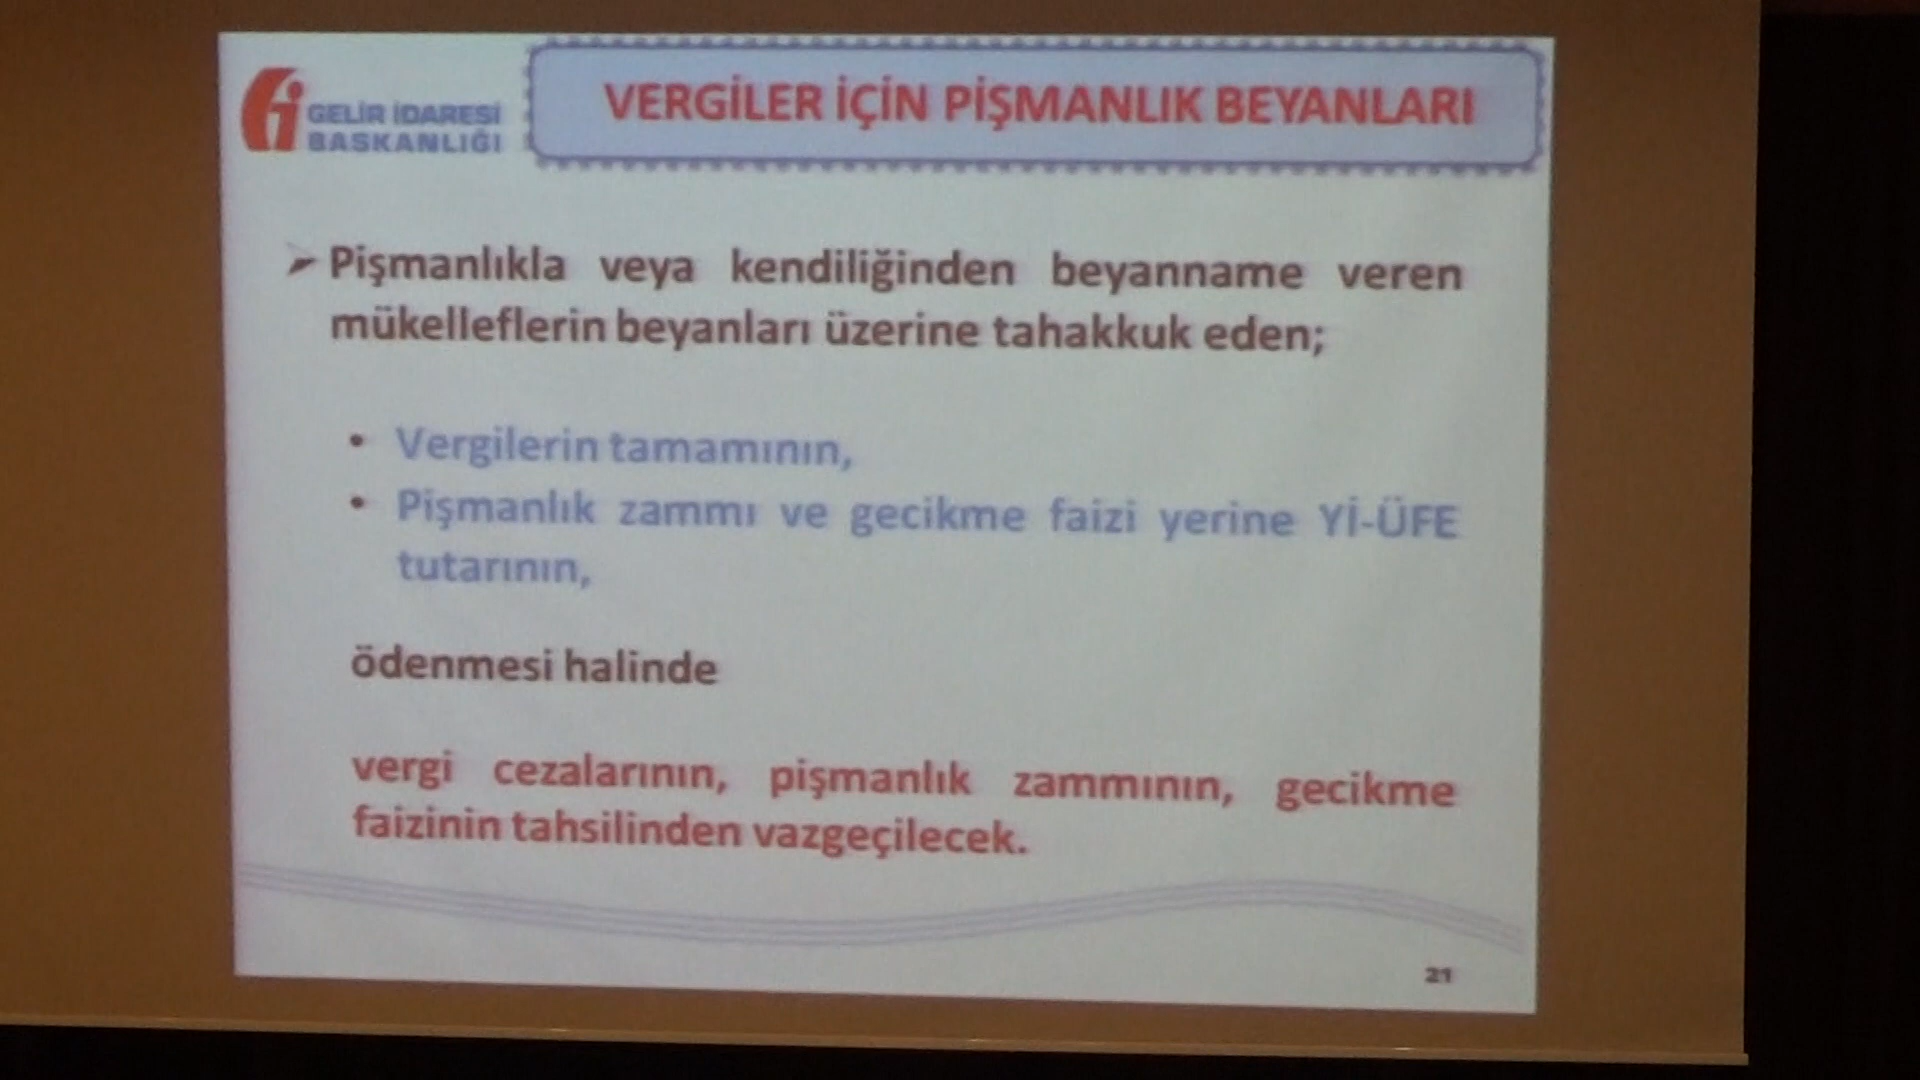 GELİR İDARESİ
BAŞKANLIĞI
VERGİLER İÇİN PİŞMANLIK BEYANLARI
➢ Pişmanlıkla veya kendiliğinden beyanname veren
mükelleflerin beyanları üzerine tahakkuk eden;
• Vergilerin tamamının,
• Pişmanlık zammı ve gecikme faizi yerine Yİ-ÜFE
tutarının,
ödenmesi halinde
vergi cezalarının, pişmanlık zammının, gecikme
faizinin tahsilinden vazgeçilecek.
21